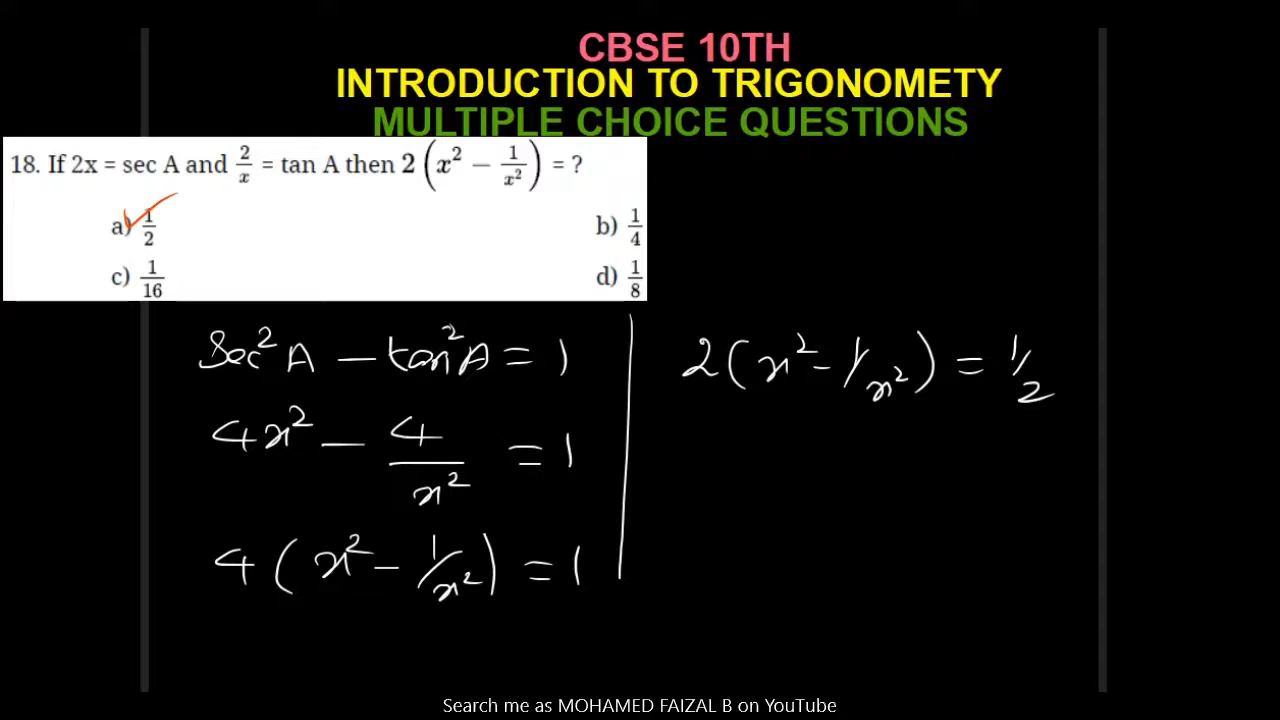 CBSE 10TH
INTRODUCTION TO TRIGONOMETY
MULTIPLE CHOICE QUESTIONS
18. If 2x = sec A and 2/x = tan A then 2 (x² − 1/x²) = ?
a) 1/2 b) 1/4
c) 1/16 d) 1/8
Sec²A − tan²A = 1
4x² − 4/x² = 1
4(x² − 1/x²) = 1
2(x² − 1/x²) = 1/2
Search me as MOHAMED FAIZAL B on YouTube